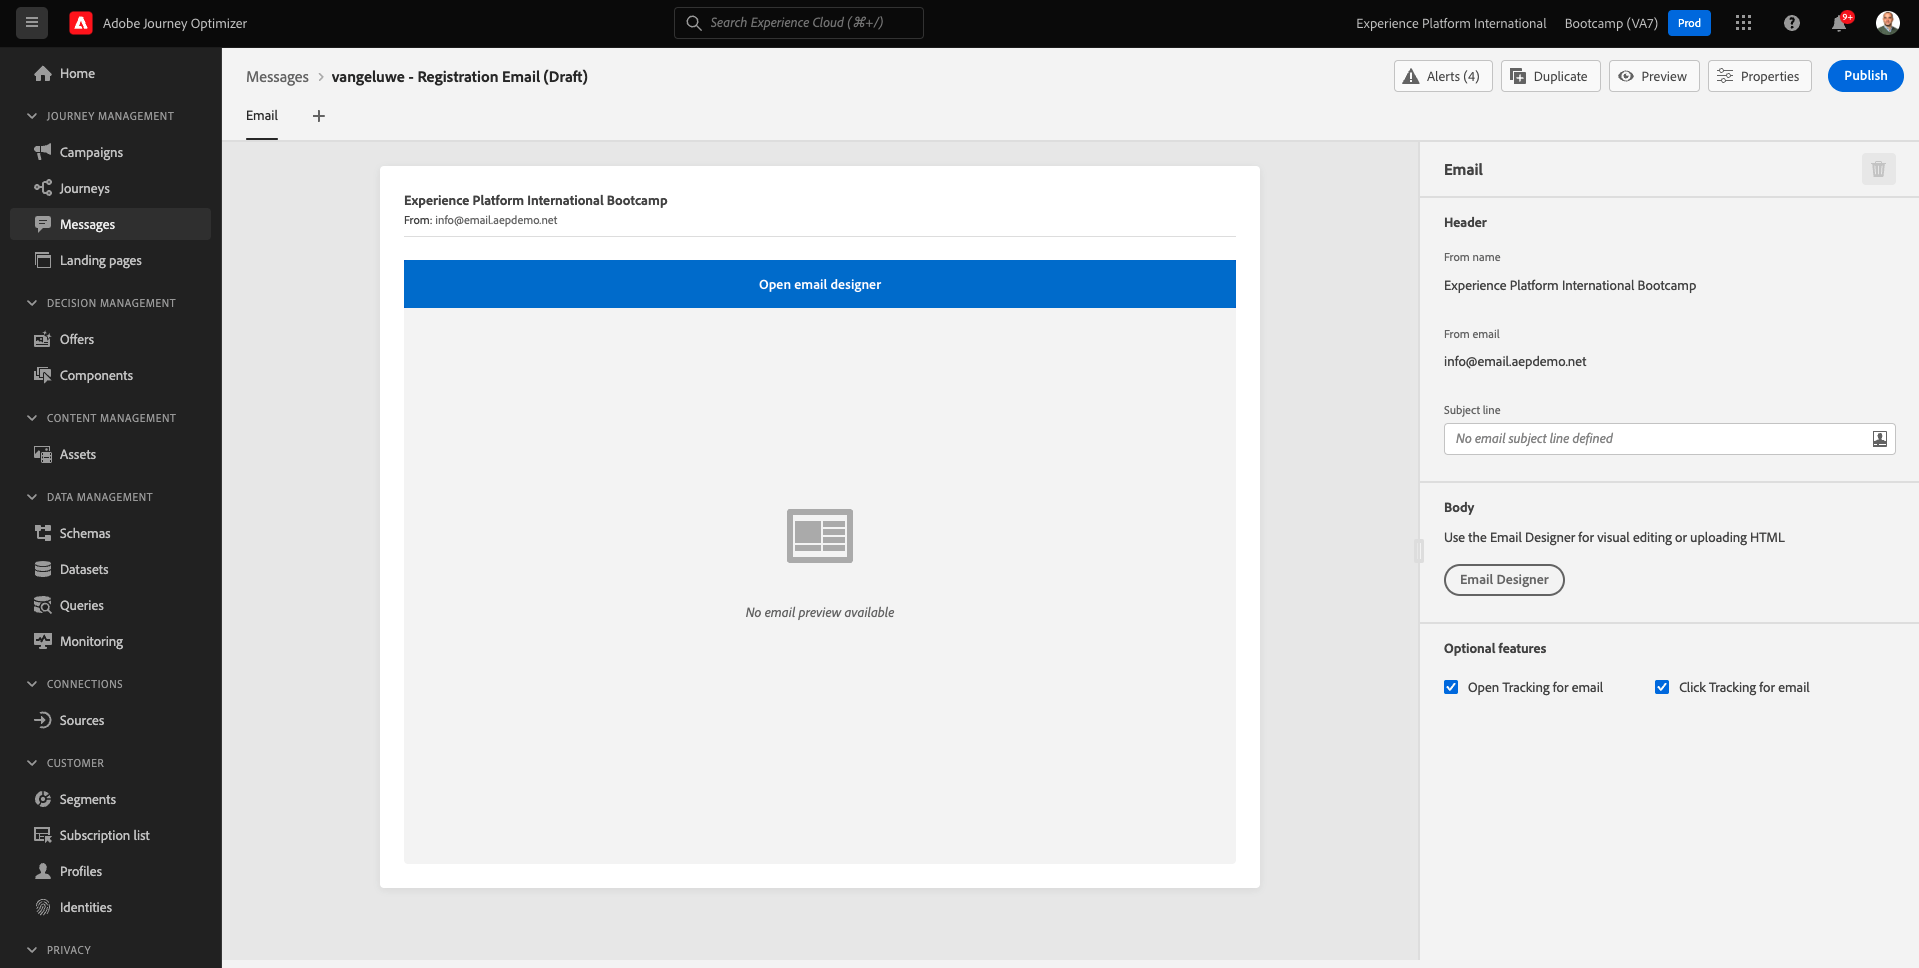 Adobe Journey Optimizer
Search Experience Cloud (⌘+/)
Experience Platform International
Bootcamp (VA7)
Prod
9+
Home
JOURNEY MANAGEMENT
Campaigns
Journeys
Messages
Landing pages
DECISION MANAGEMENT
Offers
Components
CONTENT MANAGEMENT
Assets
DATA MANAGEMENT
Schemas
Datasets
Queries
Monitoring
CONNECTIONS
Sources
CUSTOMER
Segments
Subscription list
Profiles
Identities
PRIVACY
Messages > vangeluwe - Registration Email (Draft)
Alerts (4)
Duplicate
Preview
Properties
Publish
Email
Experience Platform International Bootcamp
From: info@email.aepdemo.net
Open email designer
No email preview available
Email
Header
From name
Experience Platform International Bootcamp
From email
info@email.aepdemo.net
Subject line
No email subject line defined
Body
Use the Email Designer for visual editing or uploading HTML
Email Designer
Optional features
Open Tracking for email
Click Tracking for email